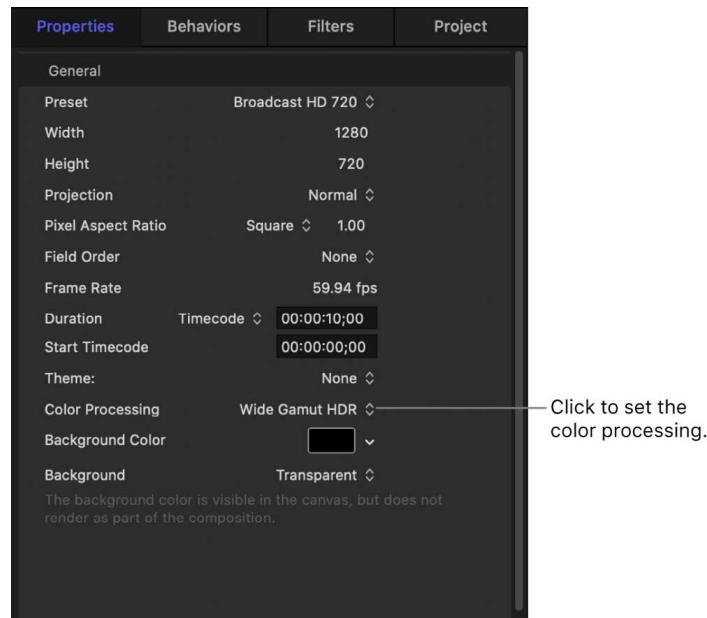 Properties Behaviors Filters Project
General
Preset Broadcast HD 720
Width 1280
Height 720
Projection Normal
Pixel Aspect Ratio Square 1.00
Field Order None
Frame Rate 59.94 fps
Duration Timecode 00:00:10;00
Start Timecode 00:00:00;00
Theme: None
Color Processing Wide Gamut HDR
Click to set the
color processing.
Background Color
Background Transparent
The background color is visible in the canvas, but does not
render as part of the composition.